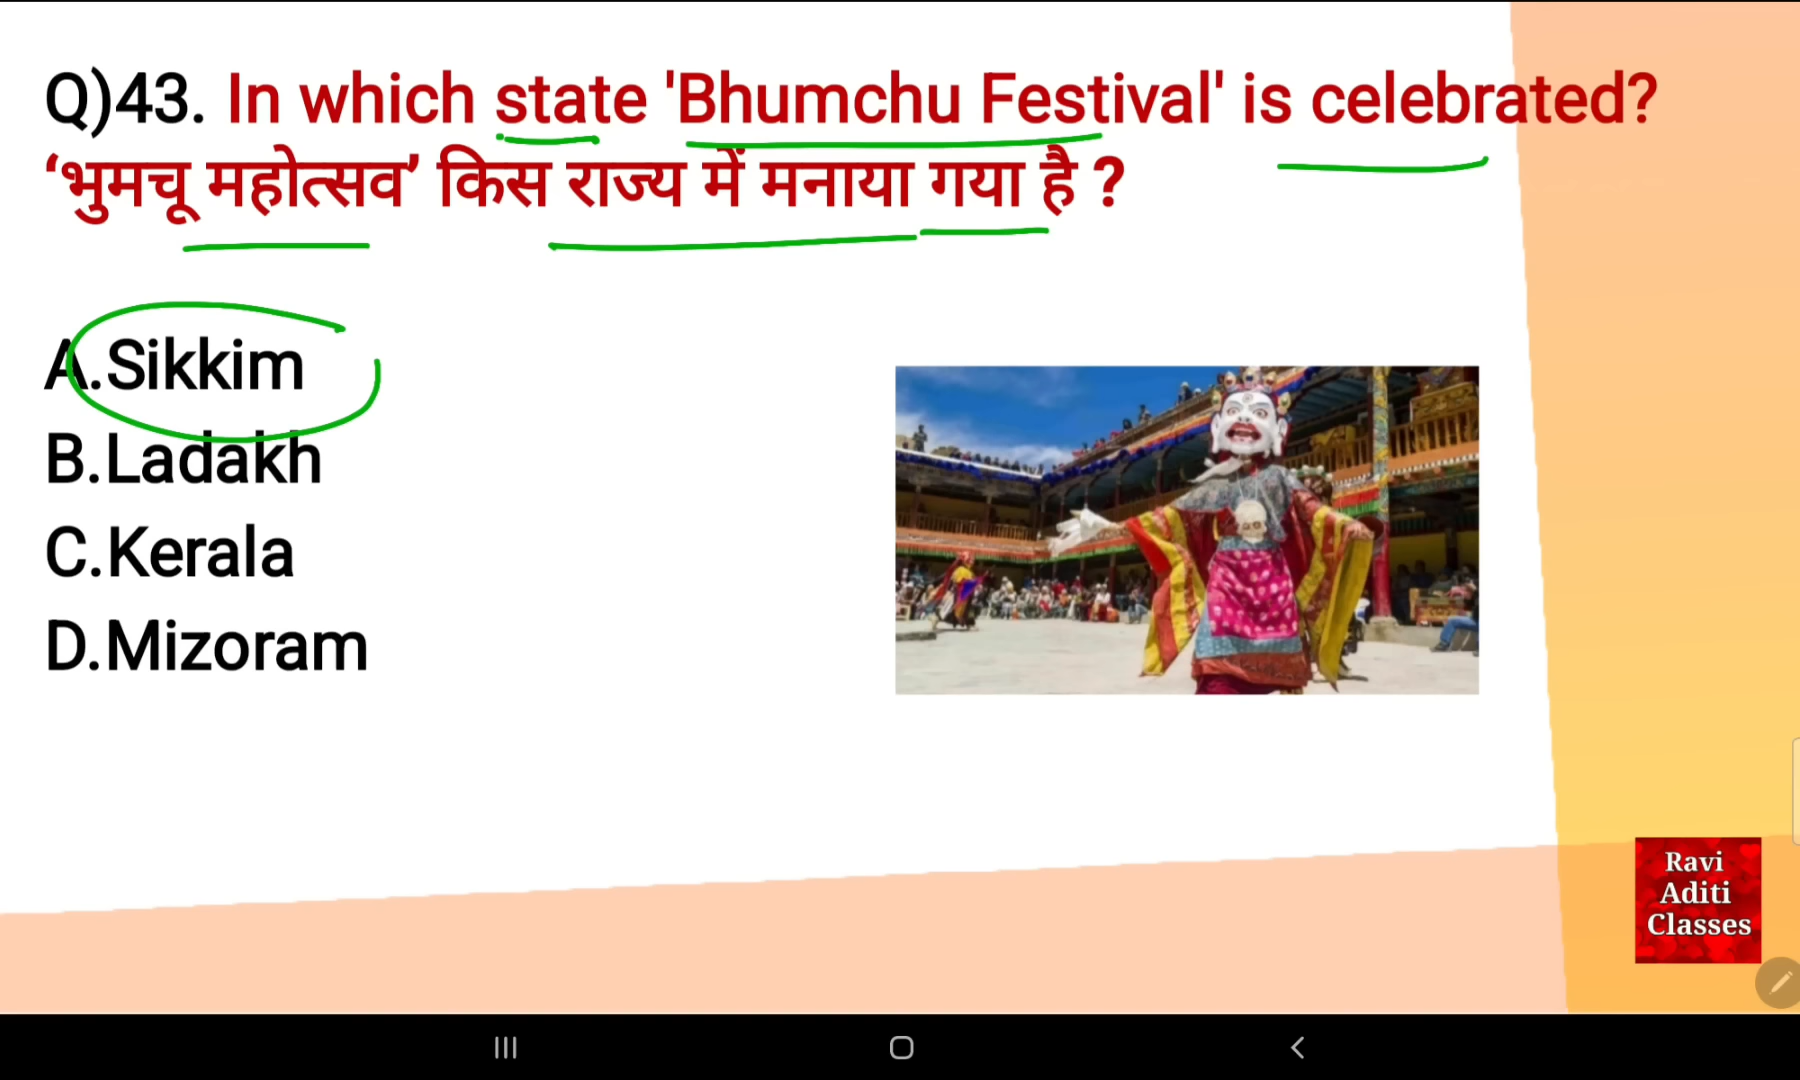 Q)43. In which state 'Bhumchu Festival' is celebrated?
‘भुमचू महोत्सव’ किस राज्य में मनाया गया है ?
A.Sikkim
B.Ladakh
C.Kerala
D.Mizoram
Ravi
Aditi
Classes